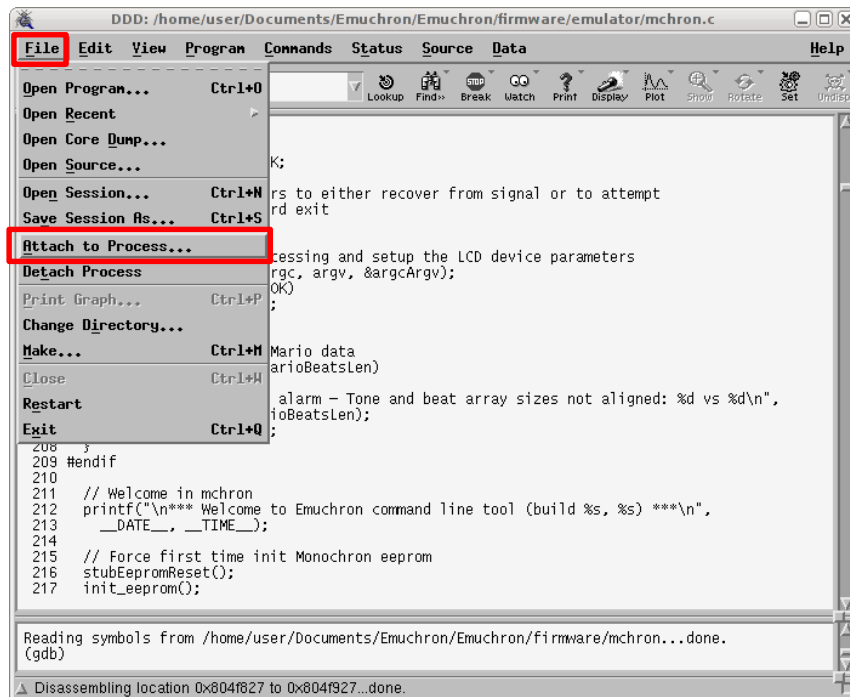 DDD: /home/user/Documents/Emuchron/Emuchron/firmware/emulator/mchron.c
File Edit View Program Commands Status Source Data Help
Lookup Find» Break Watch Print Display Plot Show Rotate Set Undisp
Open Program... Ctrl+O
Open Recent
Open Core Dump...
Open Source...
K;
Open Session... Ctrl+N
rs to either recover from signal or to attempt
Save Session As... Ctrl+S
rd exit
Attach to Process...
cessing and setup the LCD device parameters
Detach Process
rgc, argv, &argcArgv);
OK)
Print Graph... Ctrl+P
;
Change Directory...
Make... Ctrl+M
Mario data
arioBeatsLen)
Close Ctrl+W
Restart
alarm – Tone and beat array sizes not aligned: %d vs %d\n",
ioBeatsLen);
Exit Ctrl+Q
;
208 }
209 #endif
210
211 // Welcome in mchron
212 printf("\n*** Welcome to Emuchron command line tool (build %s, %s) ***\n",
213 __DATE__, __TIME__);
214
215 // Force first time init Monochron eeprom
216 stubEepromReset();
217 init_eeprom();
Reading symbols from /home/user/Documents/Emuchron/Emuchron/firmware/mchron...done.
(gdb)
Disassembling location 0x804f827 to 0x804f927...done.